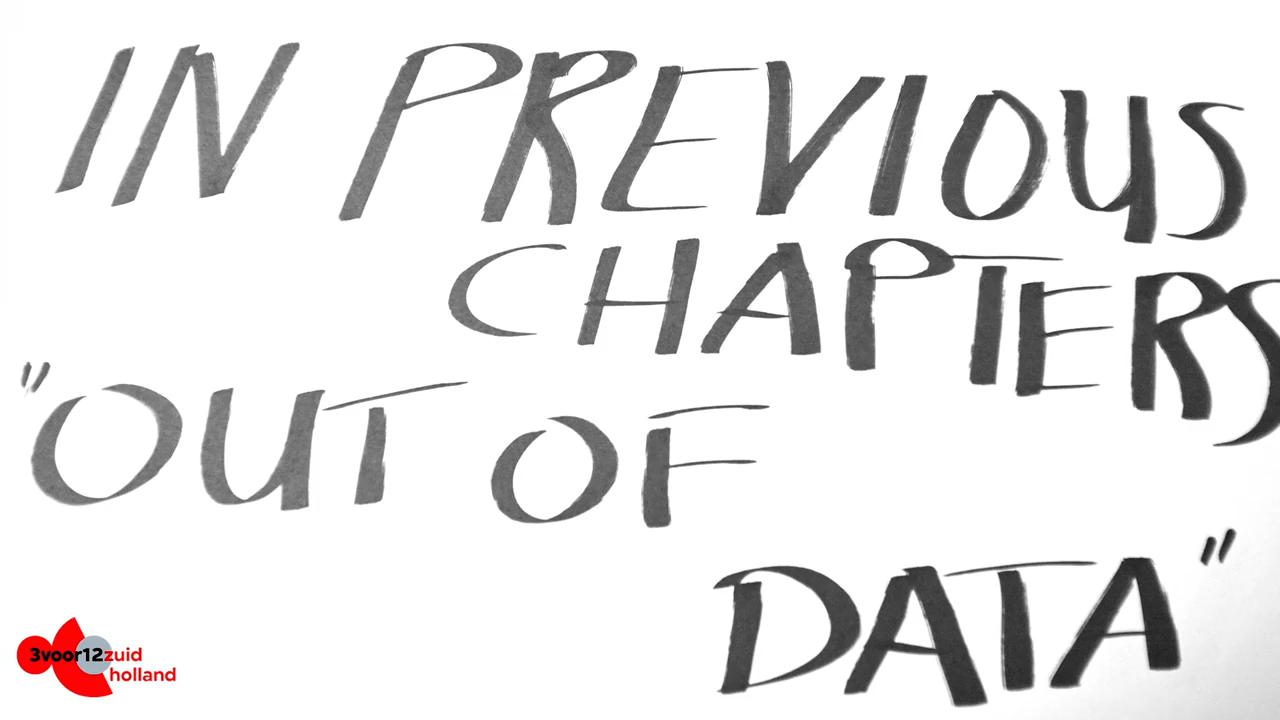 IN PREVIOUS
CHAPTERS
"OUT OF
DATA"
3voor12zuid
holland